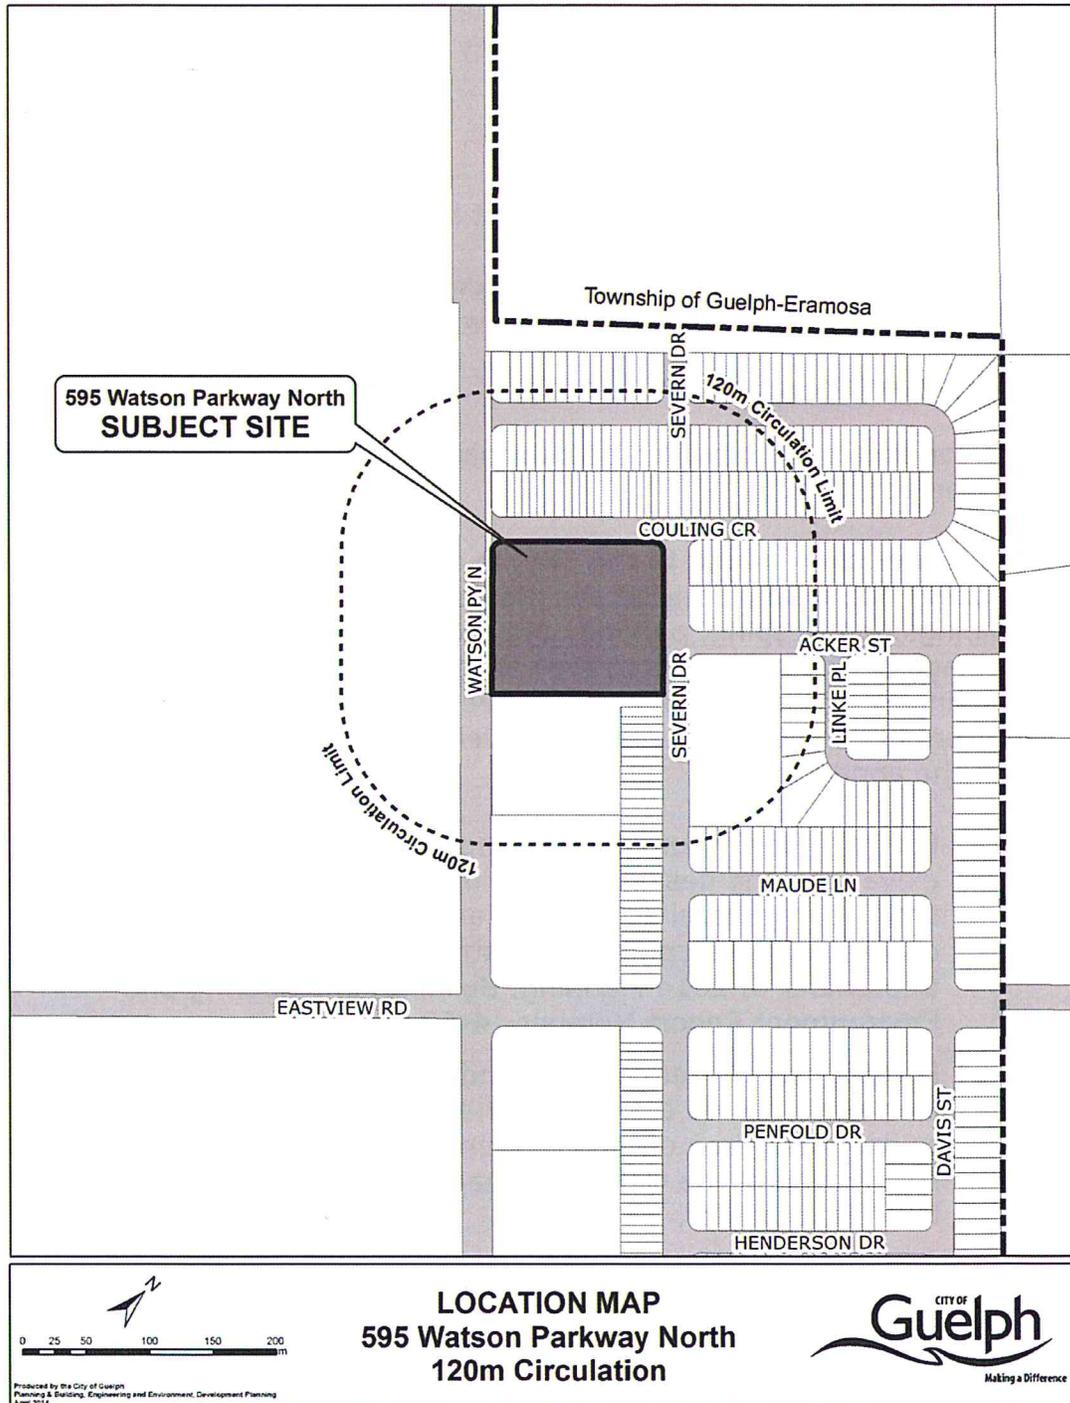 Township of Guelph-Eramosa
595 Watson Parkway North
SUBJECT SITE
SEVERN DR
120m Circulation Limit
COULING CR
WATSON PY N
ACKER ST
LINKE PL
SEVERN DR
120m Circulation Limit
MAUDE LN
EASTVIEW RD
DAVIS ST
PENFOLD DR
HENDERSON DR
N
0 25 50 100 150 200
m
Produced by the City of Guelph
Planning & Building, Engineering and Environment, Development Planning
April 2014
LOCATION MAP
595 Watson Parkway North
120m Circulation
CITY OF
Guelph
Making a Difference